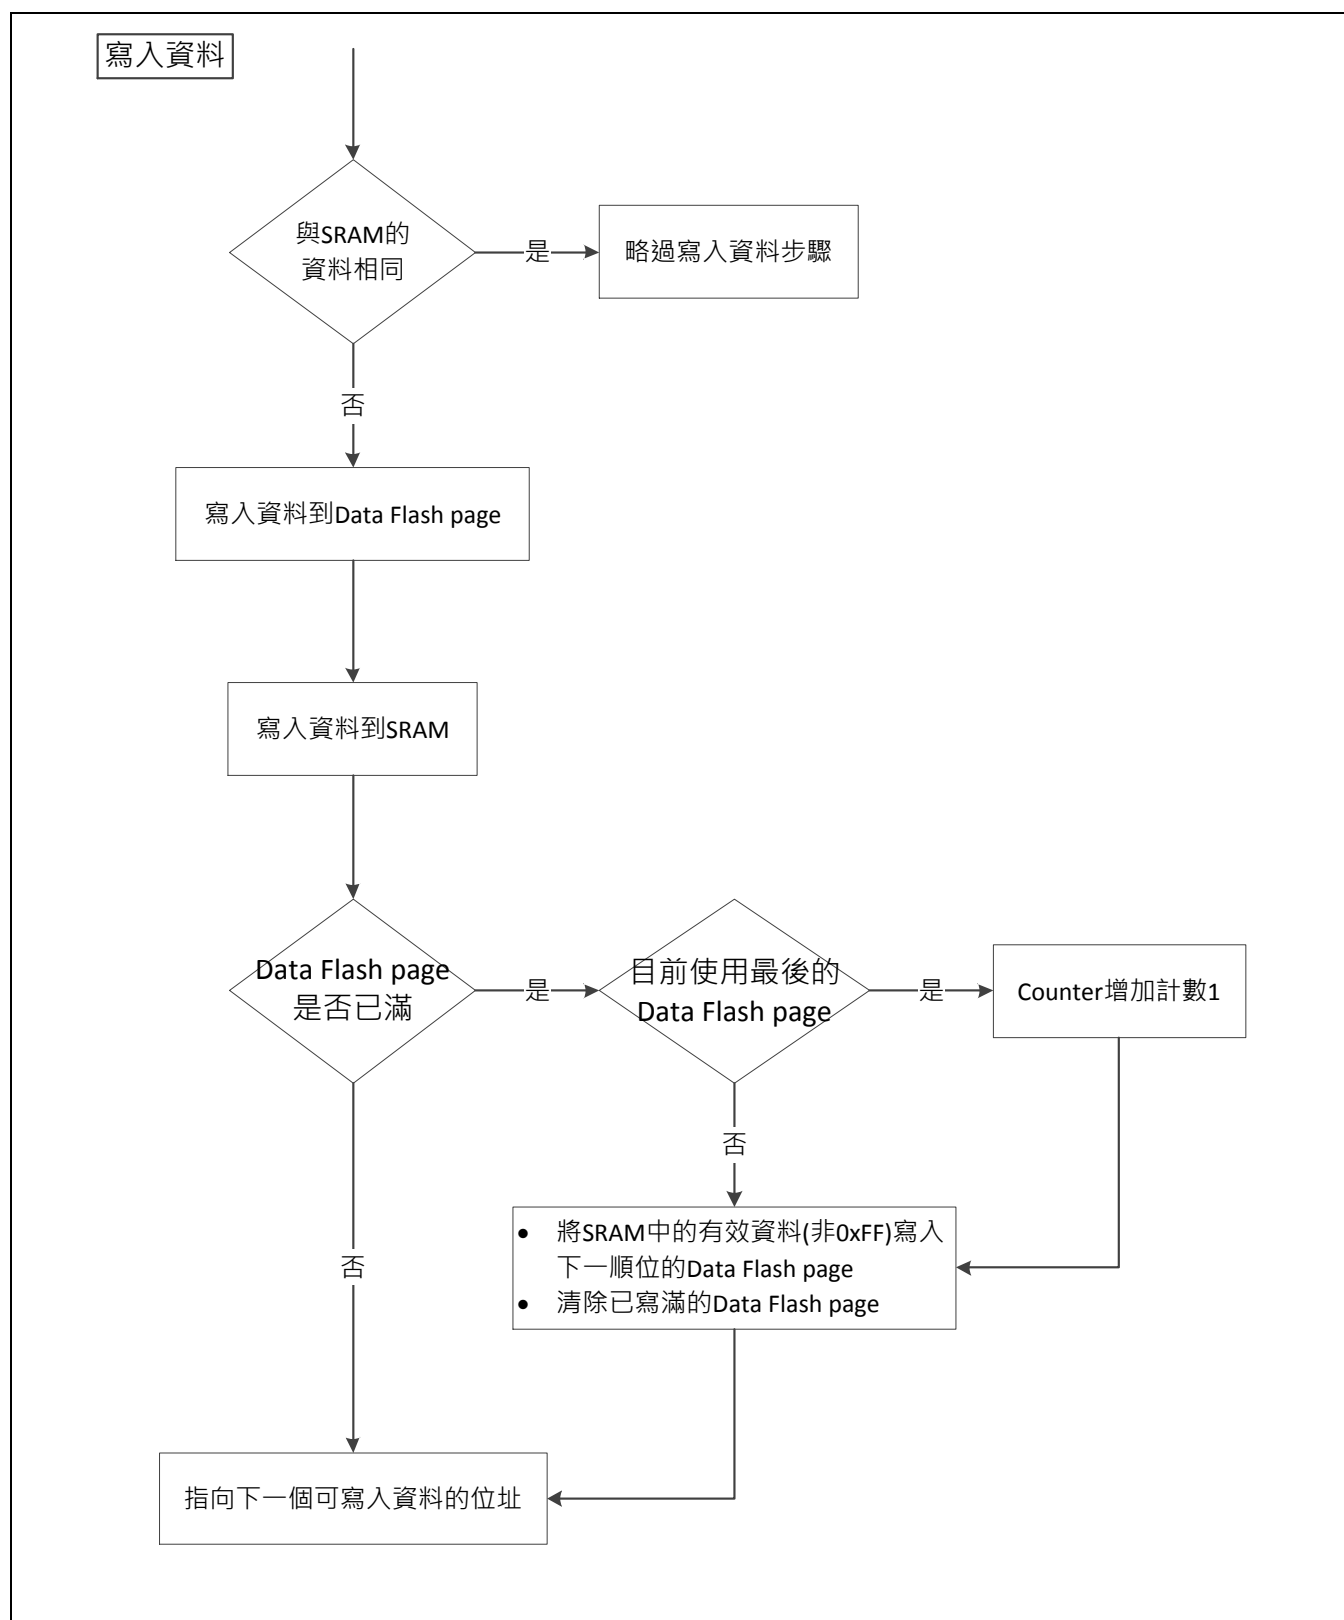 寫入資料
與SRAM的
資料相同
是
略過寫入資料步驟
否
寫入資料到Data Flash page
寫入資料到SRAM
Data Flash page
是否已滿
是
目前使用最後的
Data Flash page
是
Counter增加計數1
否
否
• 將SRAM中的有效資料(非0xFF)寫入
下一順位的Data Flash page
• 清除已寫滿的Data Flash page
指向下一個可寫入資料的位址